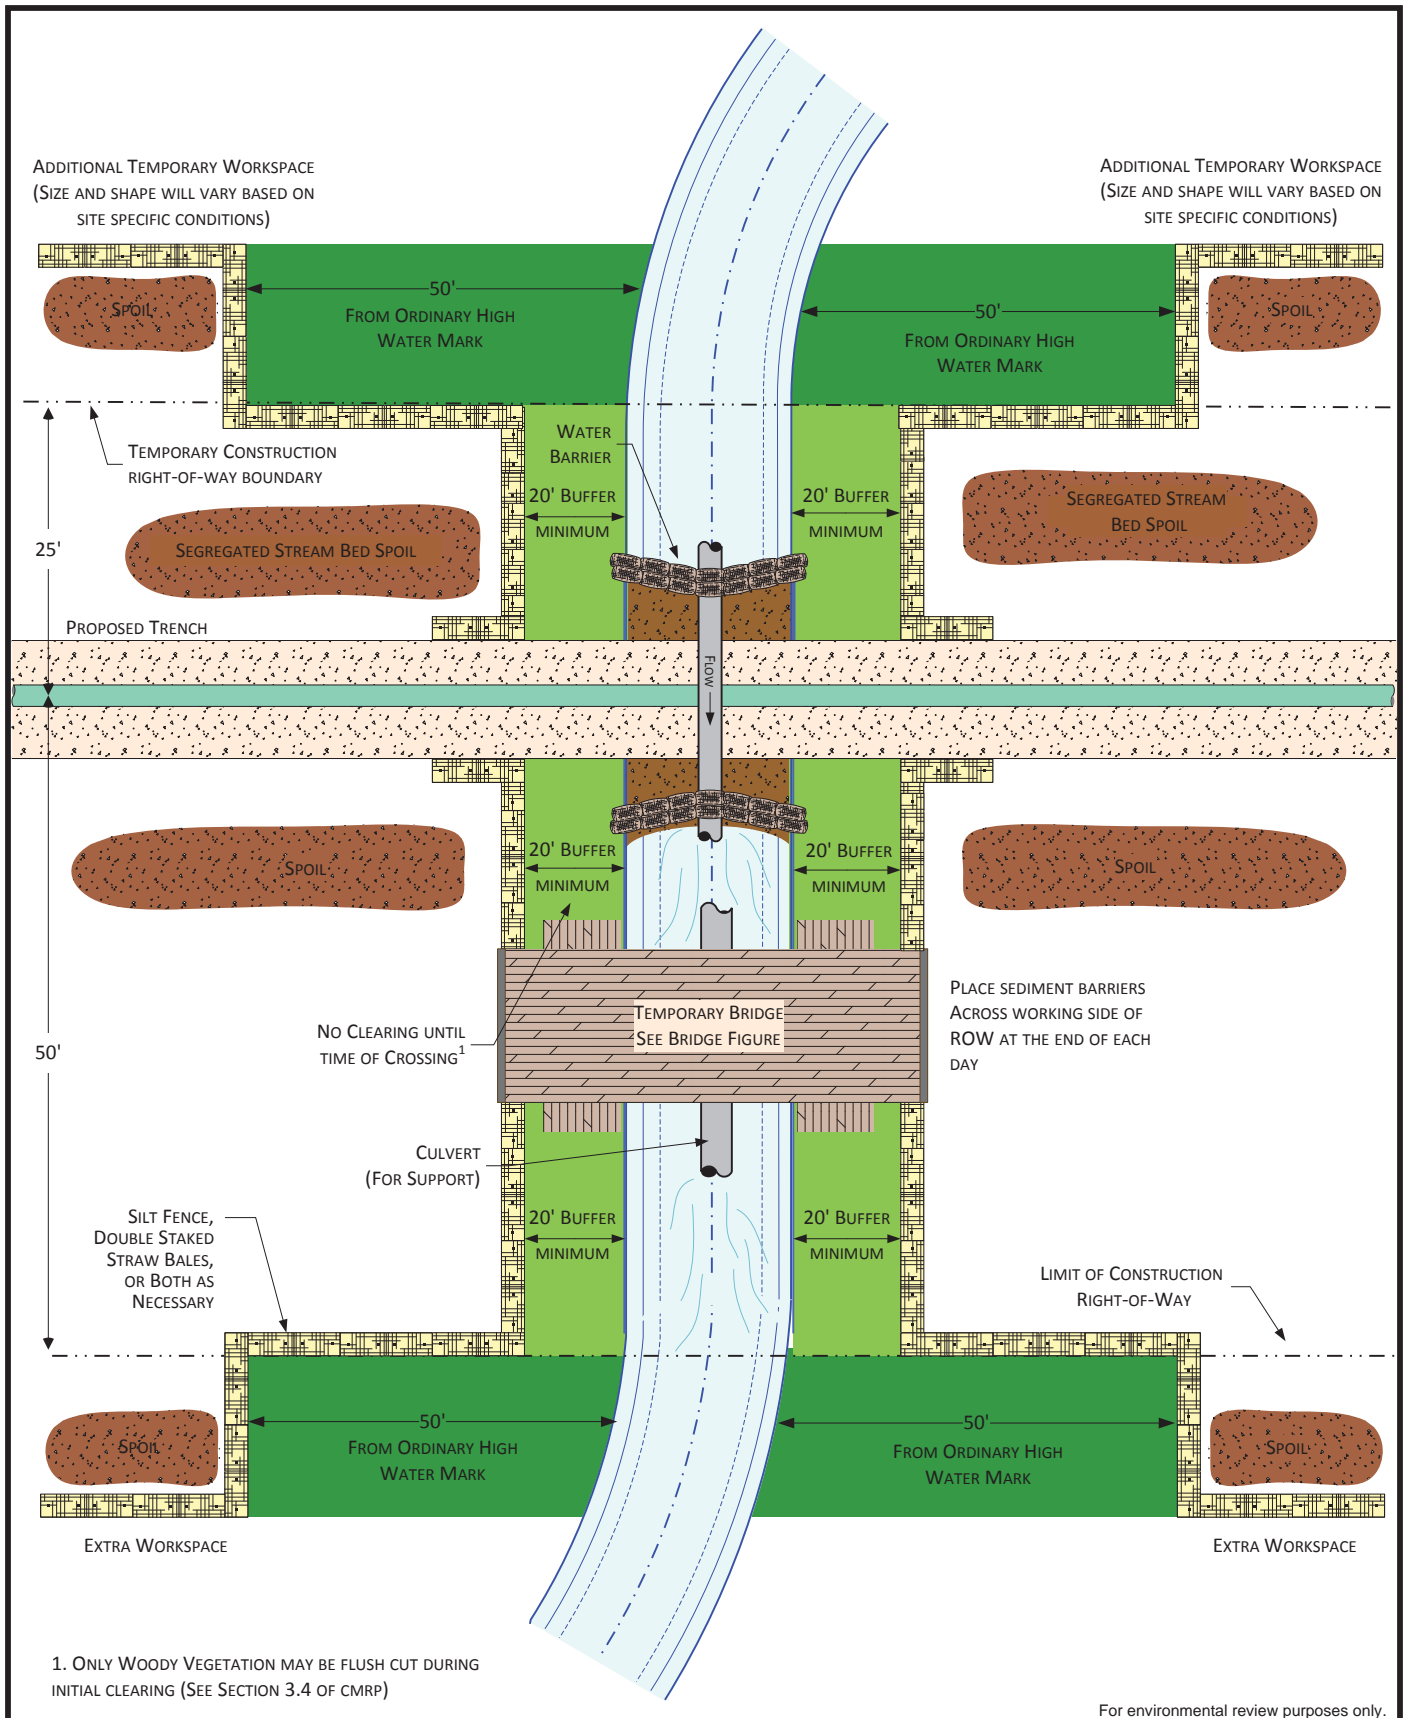 Additional Temporary Workspace
(Size and shape will vary based on
site specific conditions)
Additional Temporary Workspace
(Size and shape will vary based on
site specific conditions)
Spoil
50'
From Ordinary High
Water Mark
50'
From Ordinary High
Water Mark
Spoil
Temporary Construction
right-of-way boundary
Water
Barrier
20' Buffer
minimum
20' Buffer
minimum
Segregated Stream
Bed Spoil
25'
Segregated Stream Bed Spoil
Proposed Trench
Flow
Spoil
20' Buffer
minimum
20' Buffer
minimum
Spoil
50'
No Clearing until
time of Crossing1
Temporary Bridge
See Bridge Figure
Place sediment barriers
Across working side of
ROW at the end of each
day
Culvert
(For Support)
Silt Fence,
Double Staked
Straw Bales,
or Both as
Necessary
20' Buffer
minimum
20' Buffer
minimum
Limit of Construction
Right-of-Way
Spoil
50'
From Ordinary High
Water Mark
50'
From Ordinary High
Water Mark
Spoil
Extra Workspace
Extra Workspace
1. Only Woody Vegetation may be flush cut during
initial clearing (See Section 3.4 of CMRP)
For environmental review purposes only.